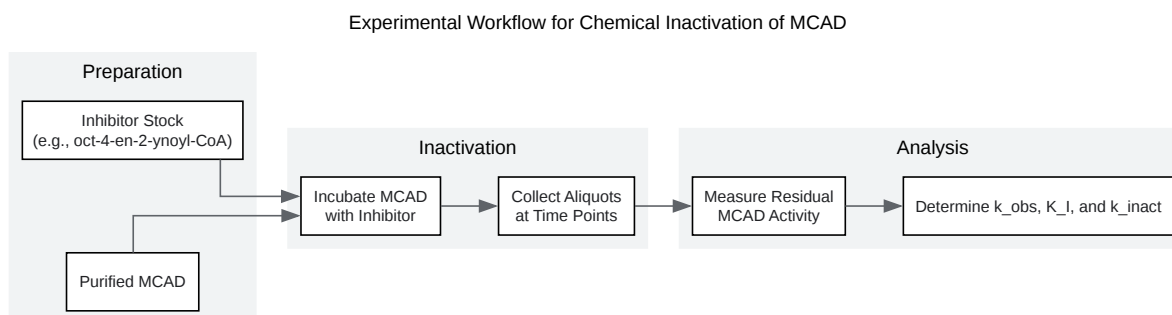 Experimental Workflow for Chemical Inactivation of MCAD
Preparation
Inhibitor Stock
(e.g., oct-4-en-2-ynoyl-CoA)
Purified MCAD
Inactivation
Incubate MCAD
with Inhibitor
Collect Aliquots
at Time Points
Analysis
Measure Residual
MCAD Activity
Determine k_obs, K_I, and k_inact